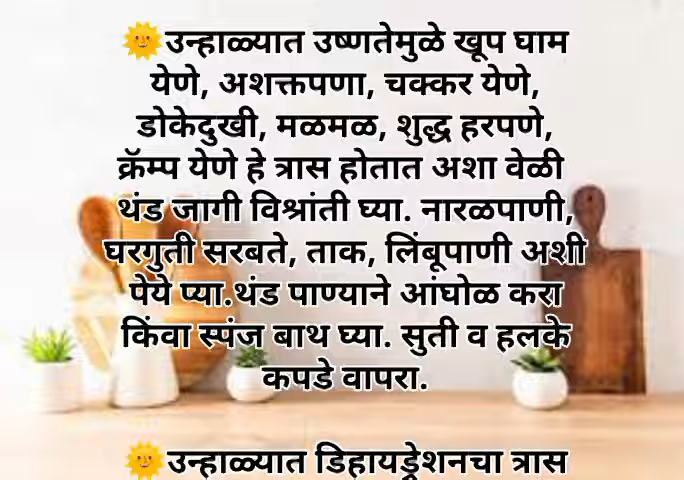 🌞उन्हाळ्यात उष्णतेमुळे खूप घाम
येणे, अशक्तपणा, चक्कर येणे,
डोकेदुखी, मळमळ, शुद्ध हरपणे,
क्रॅम्प येणे हे त्रास होतात अशा वेळी
थंड जागी विश्रांती घ्या. नारळपाणी,
घरगुती सरबते, ताक, लिंबूपाणी अशी
पेये प्या.थंड पाण्याने आंघोळ करा
किंवा स्पंज बाथ घ्या. सुती व हलके
कपडे वापरा.
🌞उन्हाळ्यात डिहायड्रेशनचा त्रास